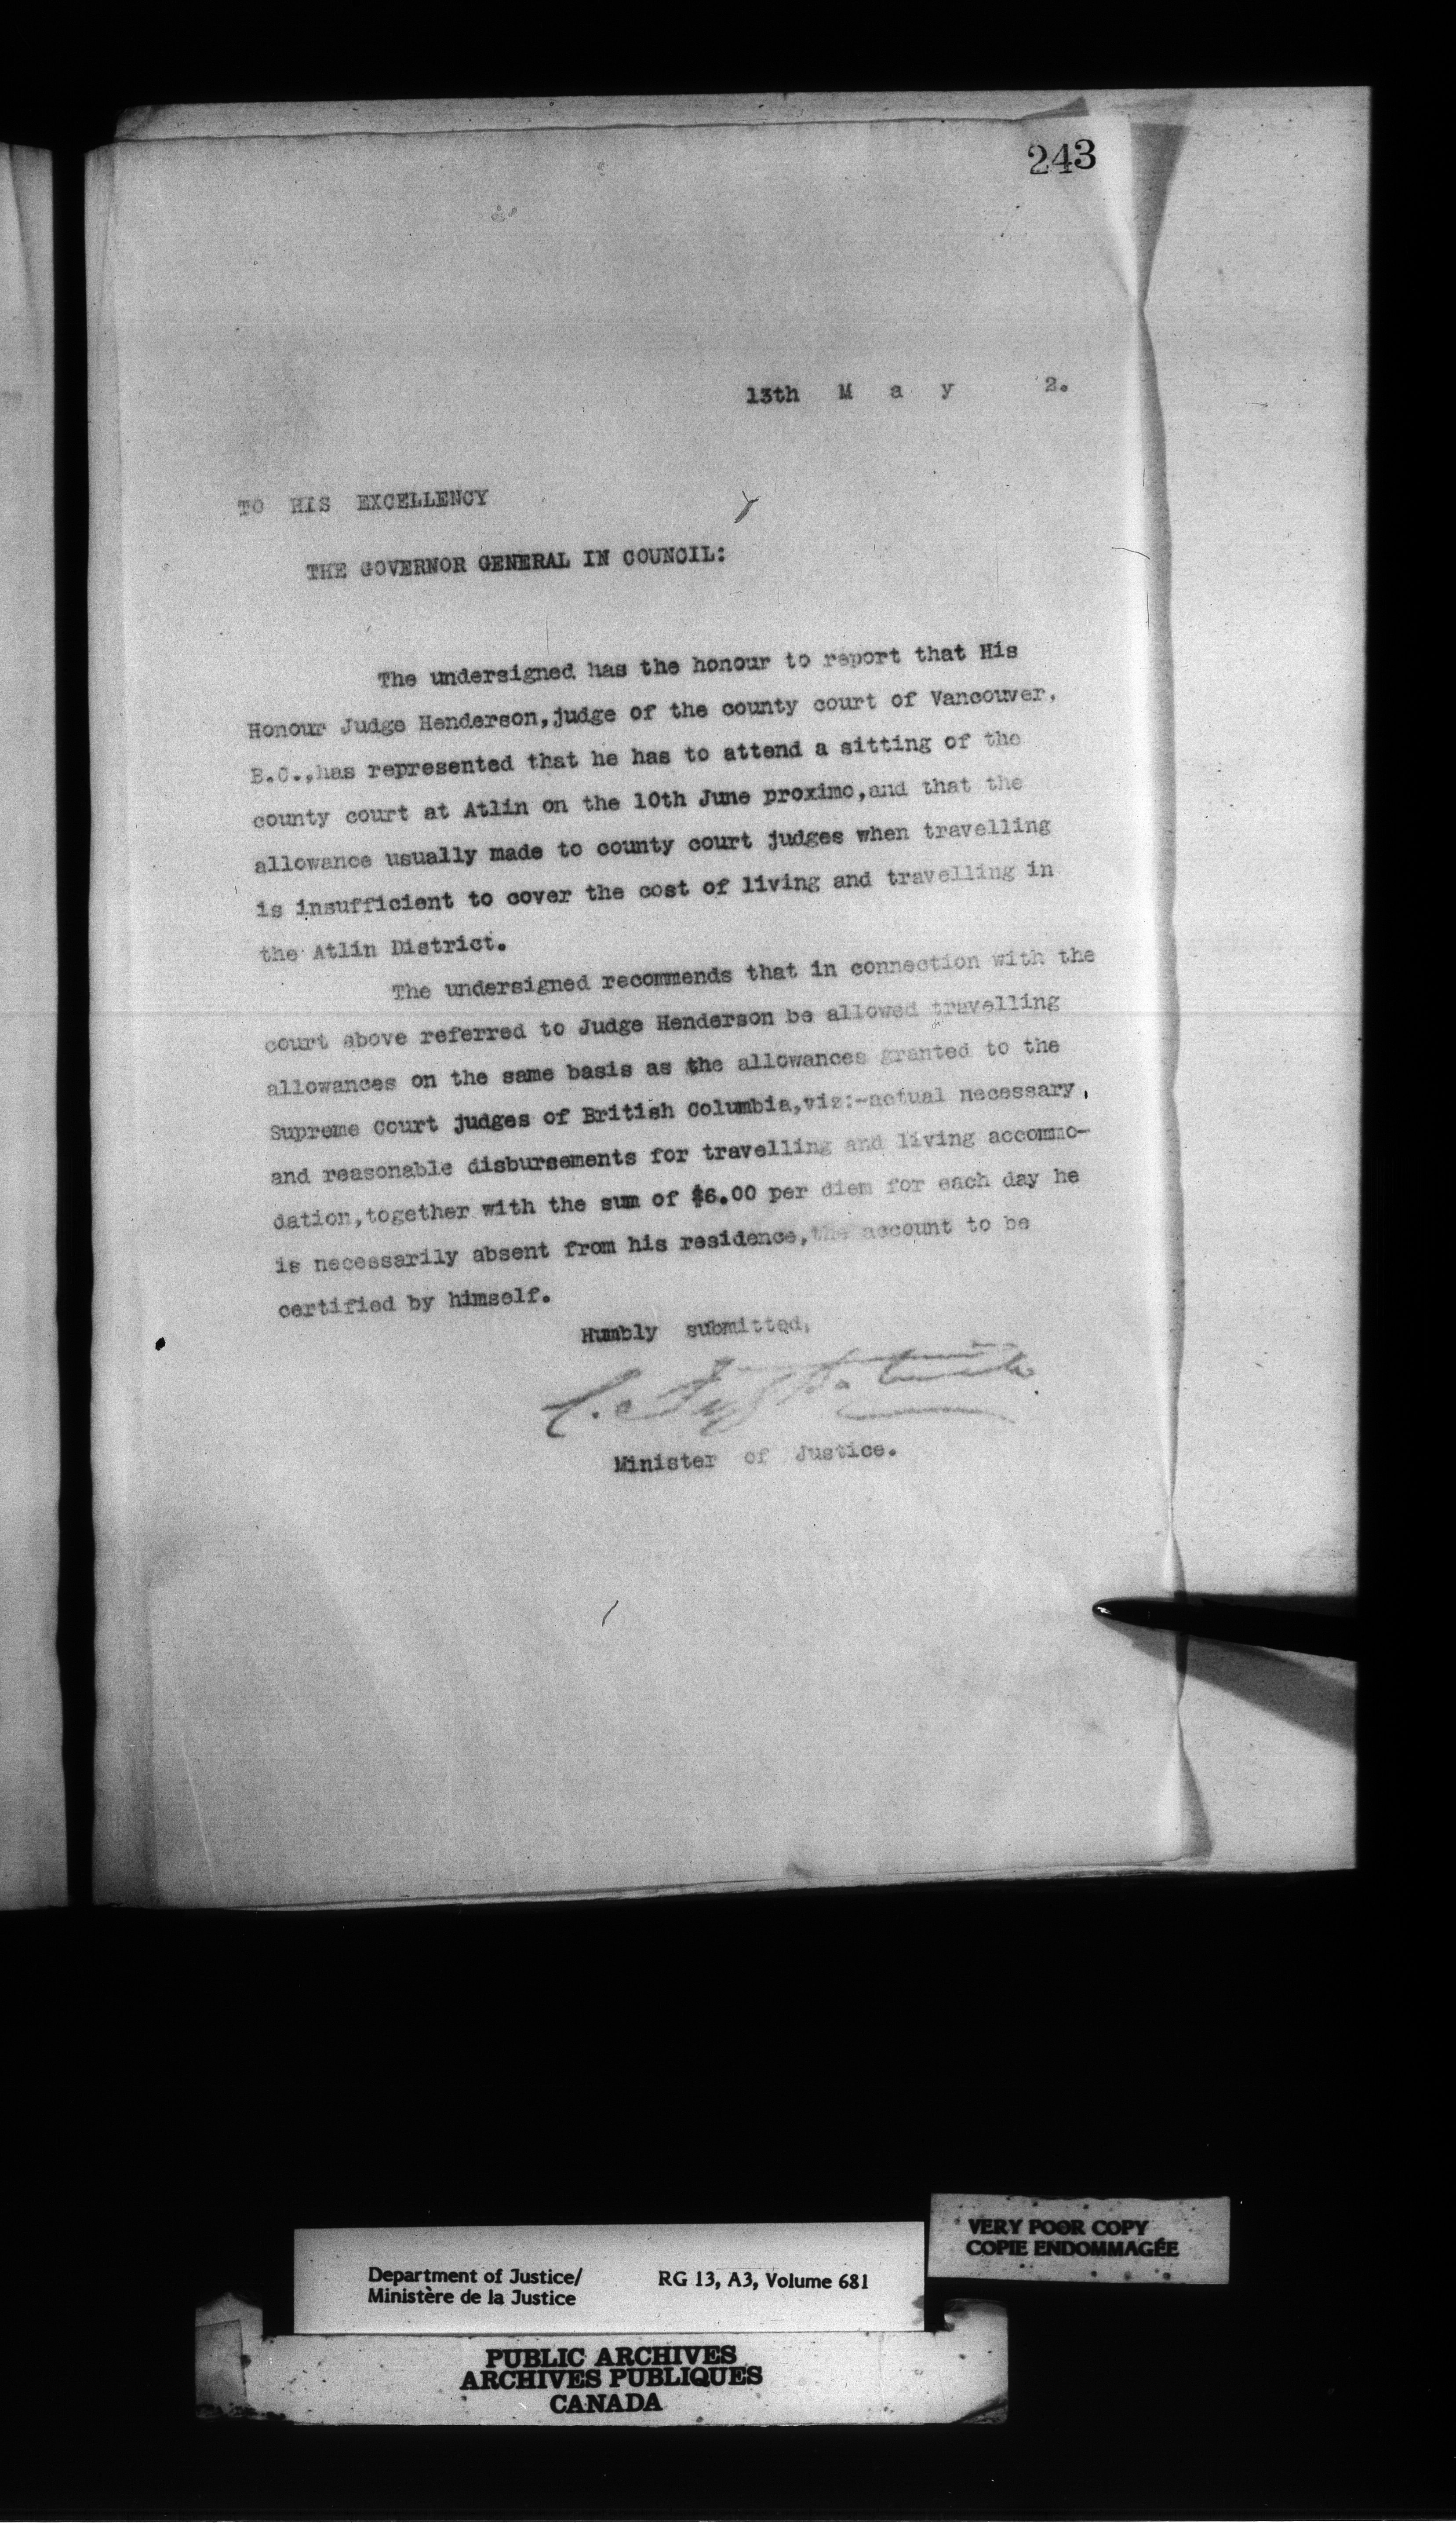 243
13th M a y 2.
TO HIS EXCELLENCY
THE GOVERNOR GENERAL IN COUNCIL:
The undersigned has the honour to report that His
Honour Judge Henderson,judge of the county court of Vancouver,
B.C.,has represented that he has to attend a sitting of the
county court at Atlin on the 10th June proximo,and that the
allowance usually made to county court judges when travelling
is insufficient to cover the cost of living and travelling in
the Atlin District.
The undersigned recommends that in connection with the
court above referred to Judge Henderson be allowed travelling
allowances on the same basis as the allowances granted to the
Supreme Court judges of British Columbia,viz:-actual necessary,
and reasonable disbursements for travelling and living accommo-
dation,together with the sum of $6.00 per diem for each day he
is necessarily absent from his residence,the account to be
certified by himself.
Humbly submitted,
C. Fitzpatrick
Minister of Justice.
VERY POOR COPY
COPIE ENDOMMAGÉE
Department of Justice/ RG 13, A3, Volume 681
Ministère de la Justice
PUBLIC ARCHIVES
ARCHIVES PUBLIQUES
CANADA